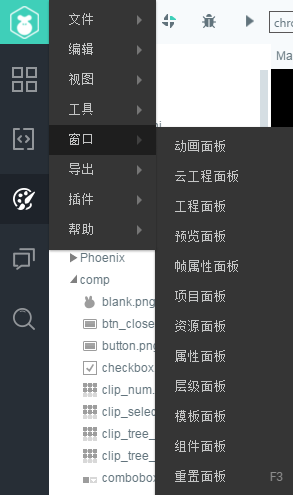 文件
编辑
视图
工具
窗口
导出
插件
帮助
chro
Ma
动画面板
云工程面板
工程面板
预览面板
帧属性面板
项目面板
资源面板
属性面板
层级面板
模板面板
组件面板
重置面板 F3
Phoenix
comp
blank.png
btn_close
button.png
checkbox
clip_num.
clip_selec
clip_tree_
clip_tree_
combobox